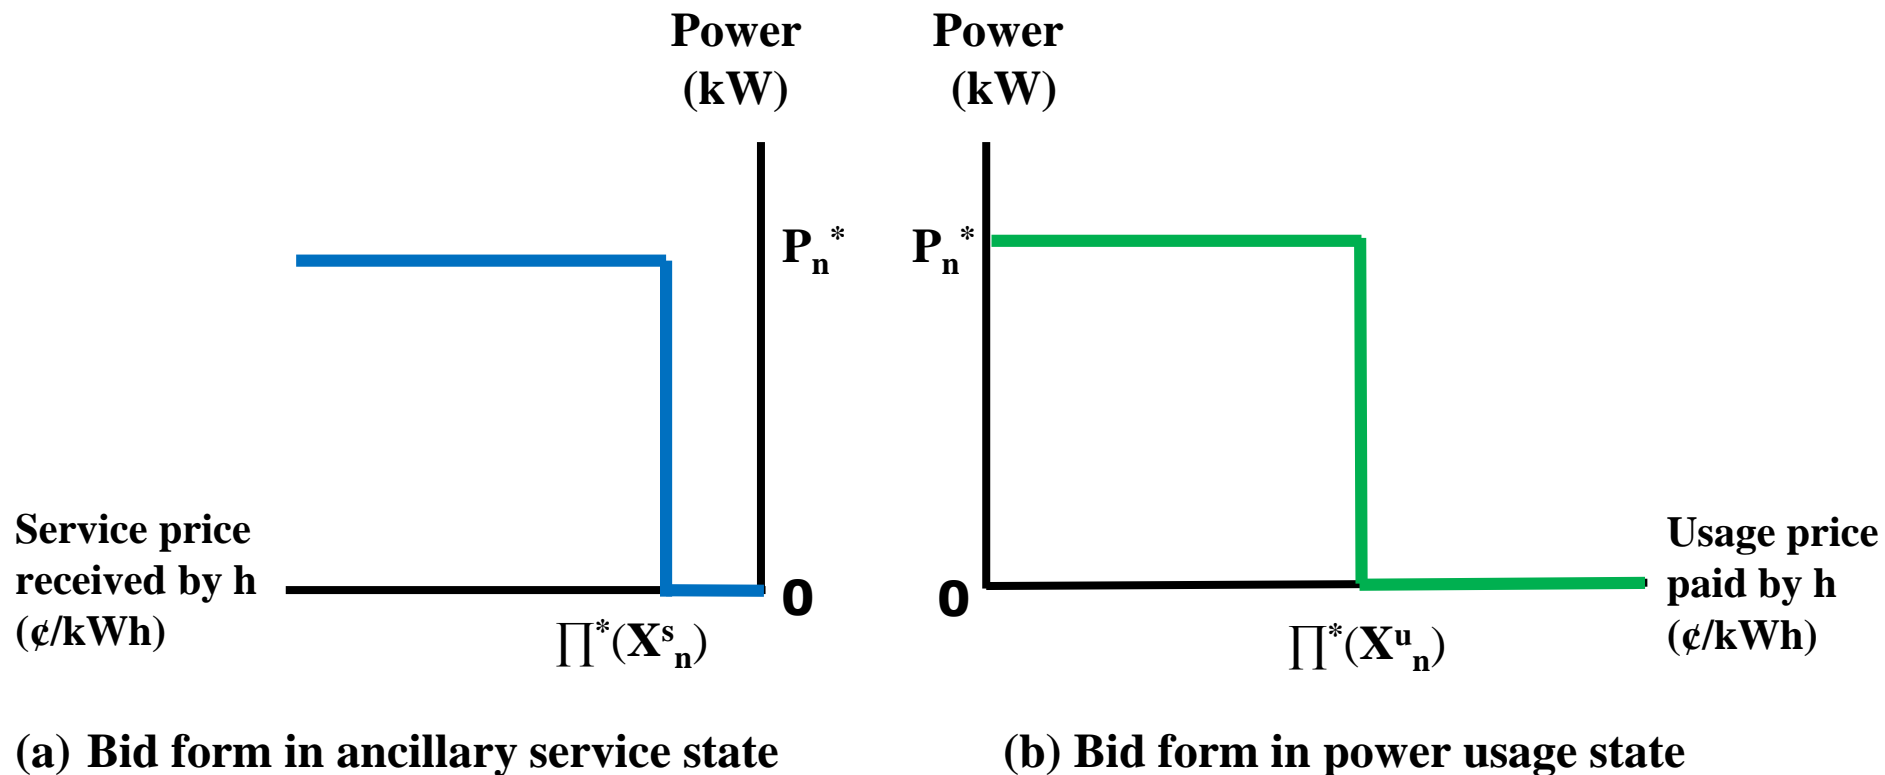 Power
(kW)
Power
(kW)
Pn*
Pn*
Service price
received by h
(¢/kWh)
0
0
Usage price
paid by h
(¢/kWh)
∏*(Xsn)
∏*(Xun)
(a) Bid form in ancillary service state
(b) Bid form in power usage state